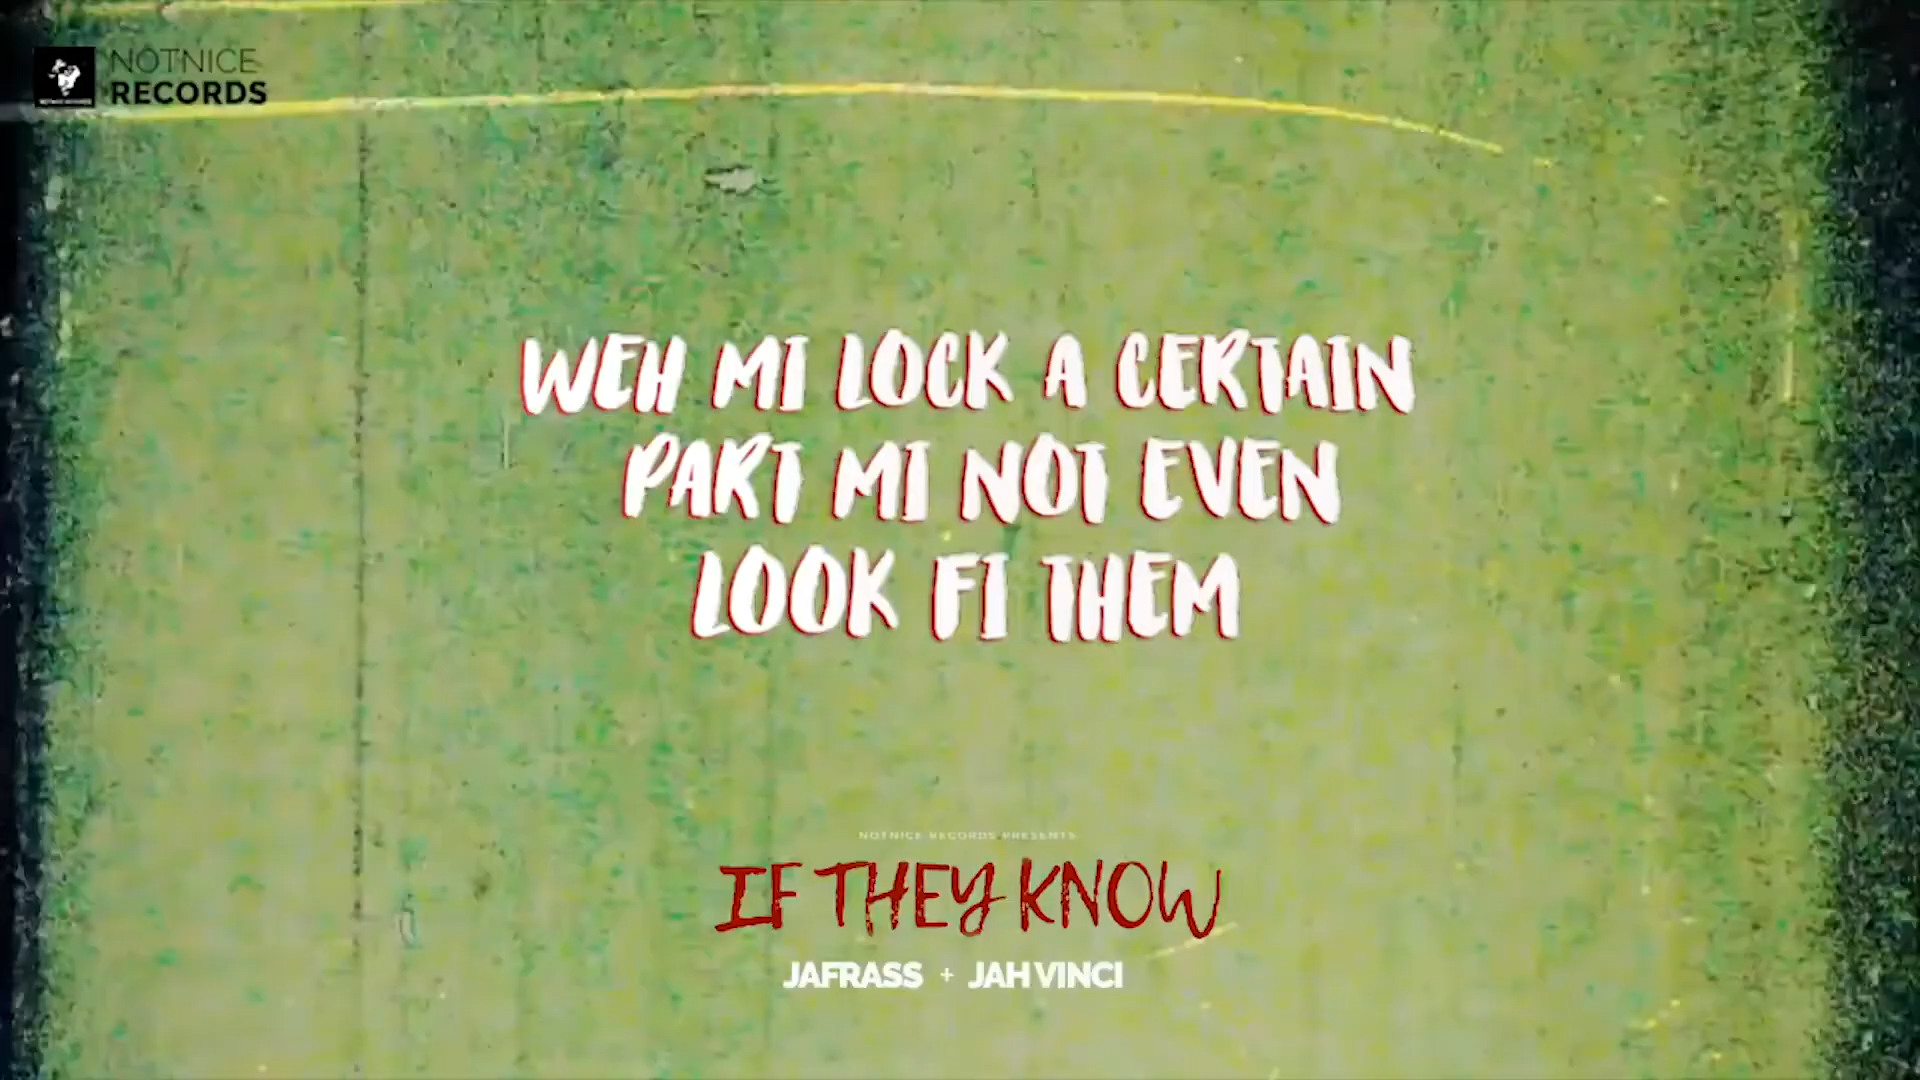 NOTNICE
RECORDS
WEH MI LOCK A CERTAIN
PART MI NOT EVEN
LOOK FI THEM
NOTNICE RECORDS PRESENTS
IF THEY KNOW
JAFRASS + JAH VINCI